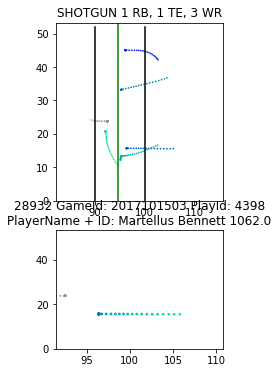 SHOTGUN 1 RB, 1 TE, 3 WR
50
40
30
20
10
0
90 100 110
28932 GameId: 2017101503 PlayId: 4398
PlayerName + ID: Martellus Bennett 1062.0
40
20
0
95 100 105 110